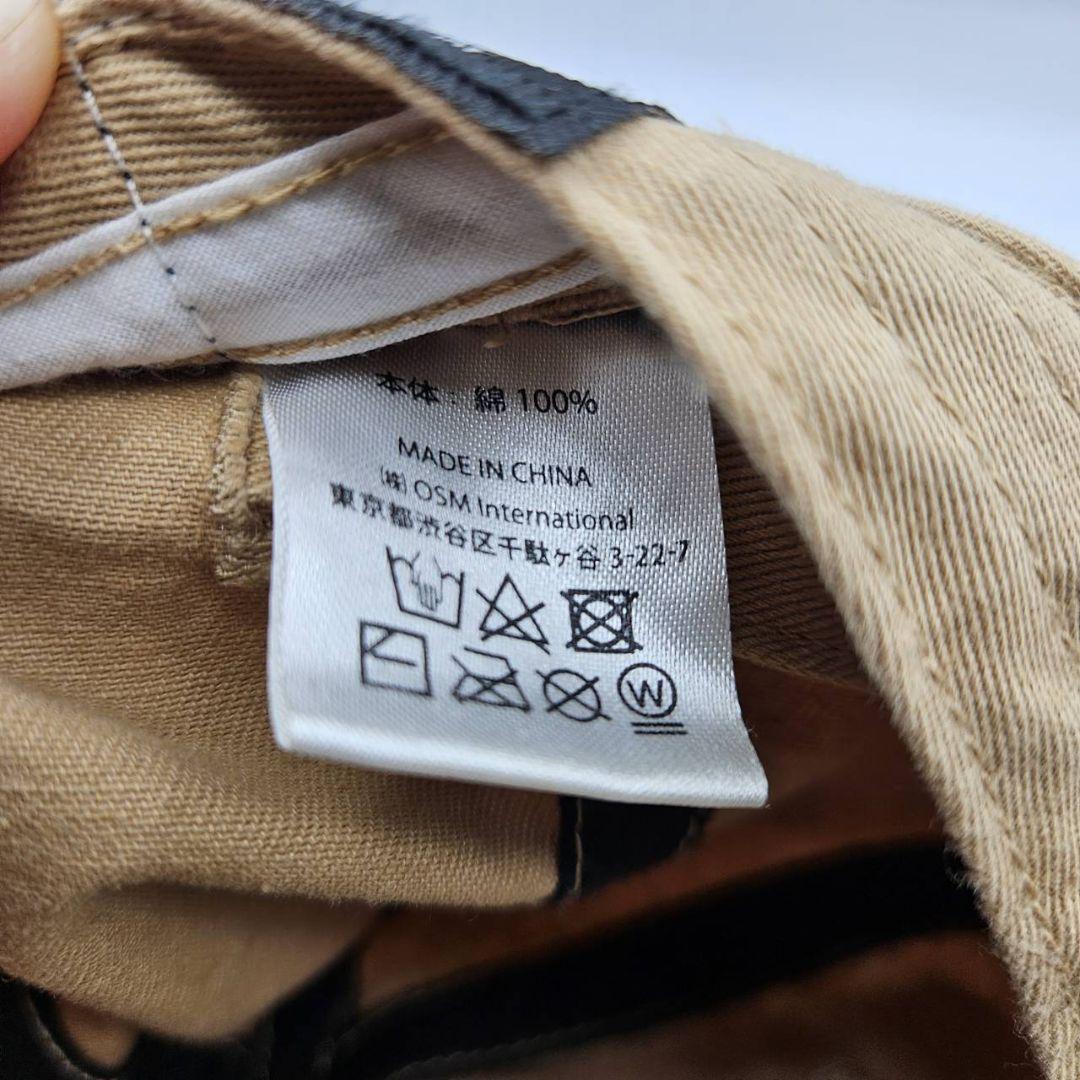 本体：綿 100%
MADE IN CHINA
㈱ OSM International
東京都渋谷区千駄ヶ谷 3-22-7
W